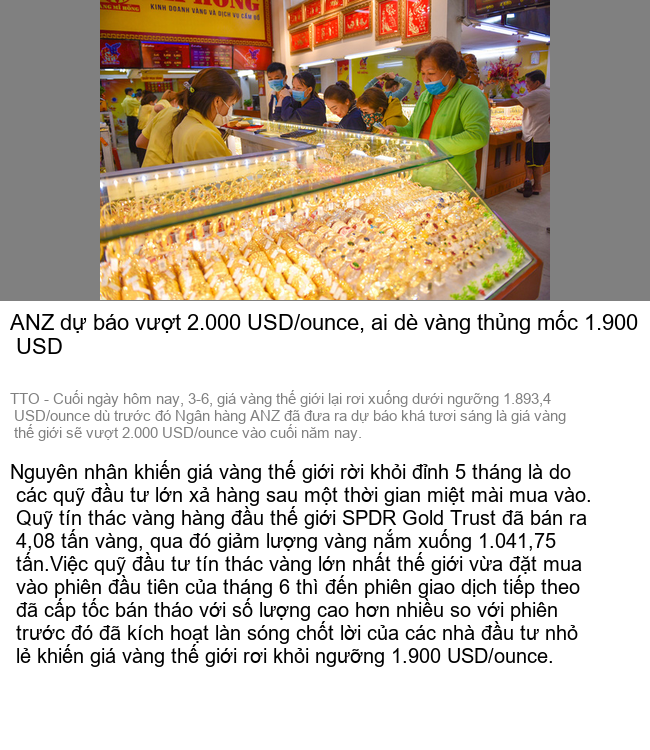 NG MI HỒNG
KINH DOANH VÀNG VÀ DỊCH VỤ CẦM ĐỒ
ANZ dự báo vượt 2.000 USD/ounce, ai dè vàng thủng mốc 1.900
USD
TTO - Cuối ngày hôm nay, 3-6, giá vàng thế giới lại rơi xuống dưới ngưỡng 1.893,4
USD/ounce dù trước đó Ngân hàng ANZ đã đưa ra dự báo khá tươi sáng là giá vàng
thế giới sẽ vượt 2.000 USD/ounce vào cuối năm nay.
Nguyên nhân khiến giá vàng thế giới rời khỏi đỉnh 5 tháng là do
các quỹ đầu tư lớn xả hàng sau một thời gian miệt mài mua vào.
Quỹ tín thác vàng hàng đầu thế giới SPDR Gold Trust đã bán ra
4,08 tấn vàng, qua đó giảm lượng vàng nắm xuống 1.041,75
tấn.Việc quỹ đầu tư tín thác vàng lớn nhất thế giới vừa đặt mua
vào phiên đầu tiên của tháng 6 thì đến phiên giao dịch tiếp theo
đã cấp tốc bán tháo với số lượng cao hơn nhiều so với phiên
trước đó đã kích hoạt làn sóng chốt lời của các nhà đầu tư nhỏ
lẻ khiến giá vàng thế giới rơi khỏi ngưỡng 1.900 USD/ounce.